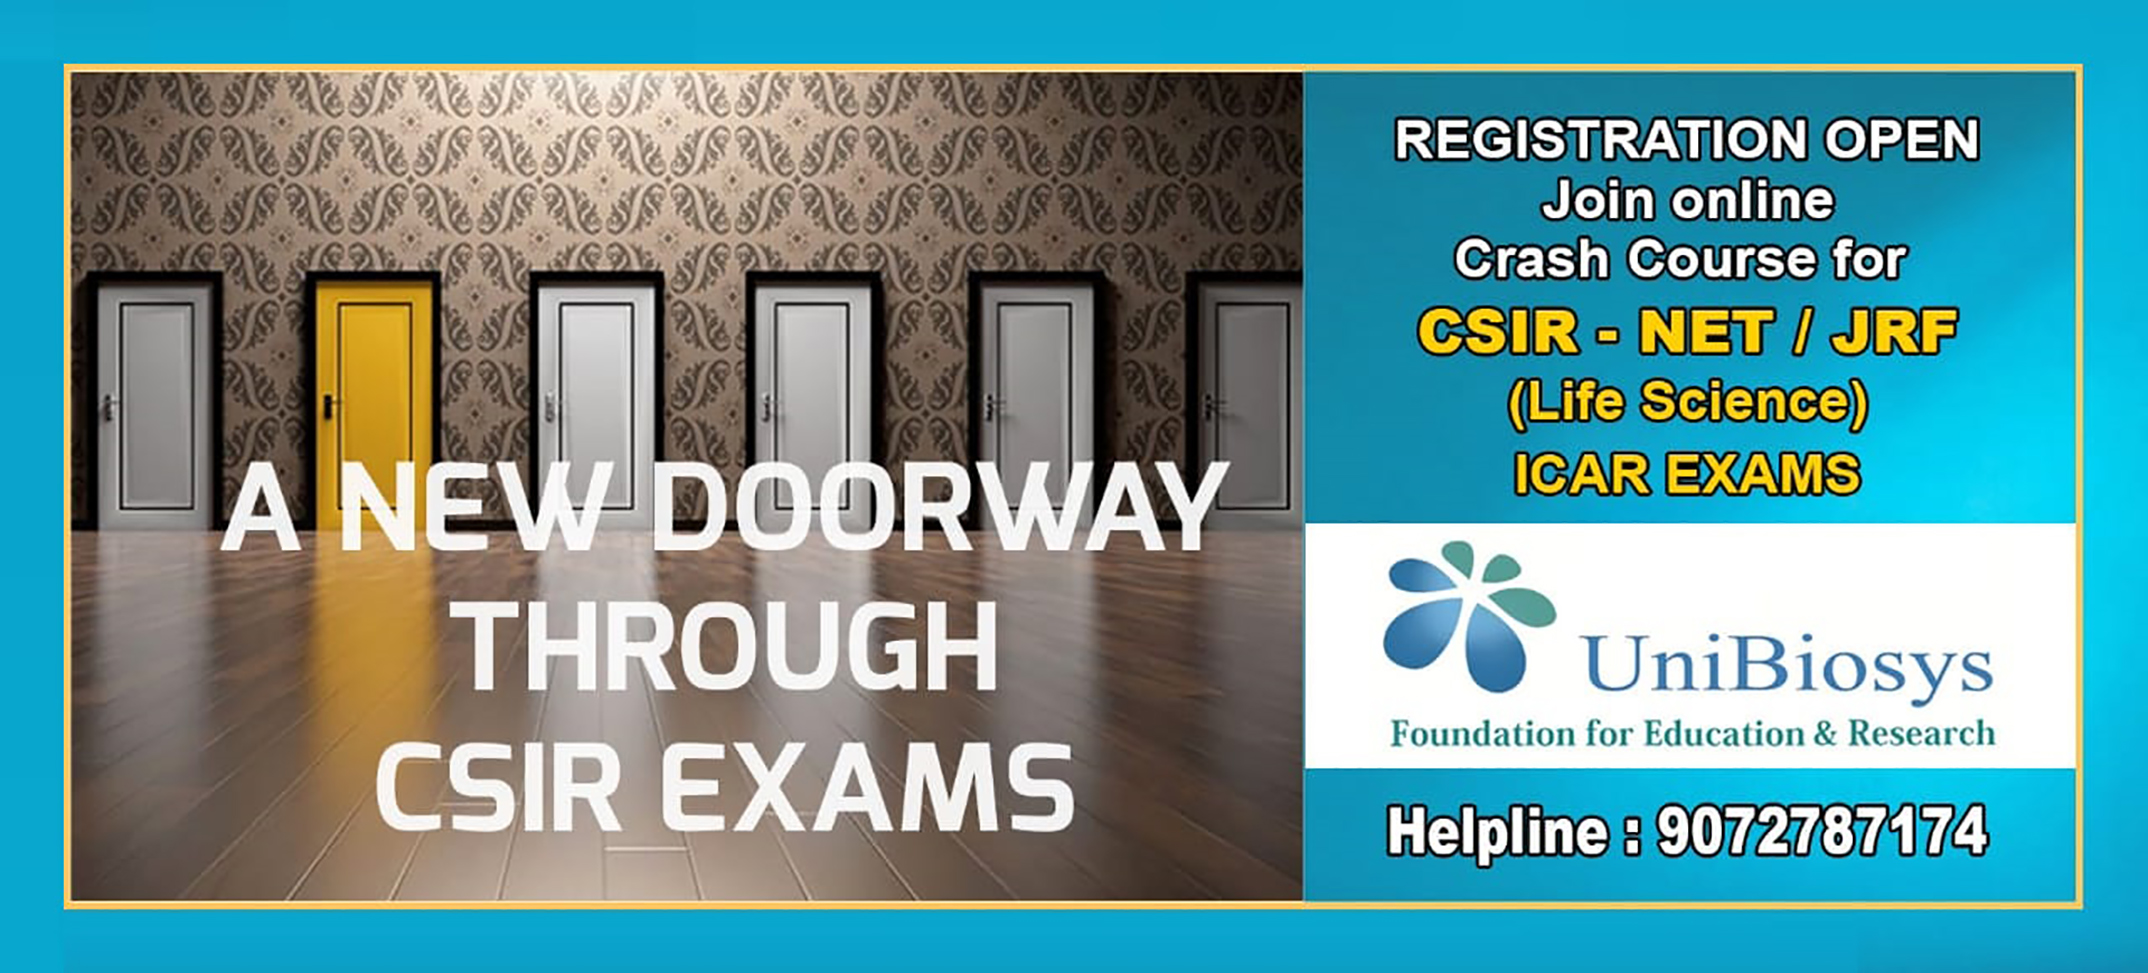 A NEW DOORWAY
THROUGH
CSIR EXAMS
REGISTRATION OPEN
Join online
Crash Course for
CSIR - NET / JRF
(Life Science)
ICAR EXAMS
UniBiosys
Foundation for Education & Research
Helpline : 9072787174